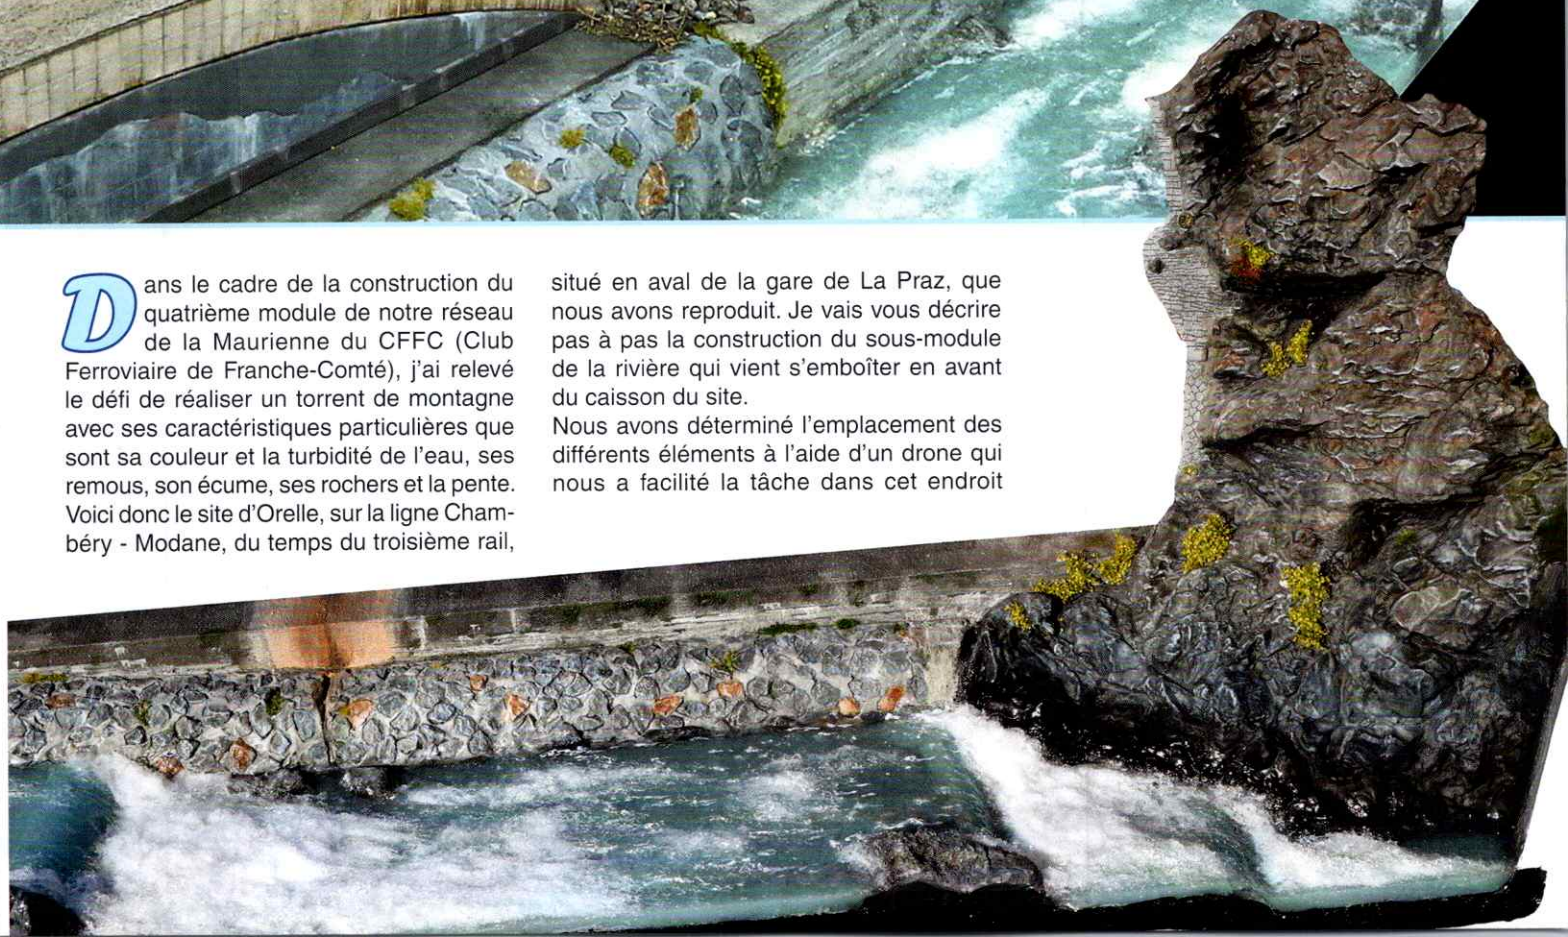 Dans le cadre de la construction du
quatrième module de notre réseau
de la Maurienne du CFFC (Club
Ferroviaire de Franche-Comté), j'ai relevé
le défi de réaliser un torrent de montagne
avec ses caractéristiques particulières que
sont sa couleur et la turbidité de l'eau, ses
remous, son écume, ses rochers et la pente.
Voici donc le site d'Orelle, sur la ligne Cham-
béry - Modane, du temps du troisième rail,
situé en aval de la gare de La Praz, que
nous avons reproduit. Je vais vous décrire
pas à pas la construction du sous-module
de la rivière qui vient s'emboîter en avant
du caisson du site.
Nous avons déterminé l'emplacement des
différents éléments à l'aide d'un drone qui
nous a facilité la tâche dans cet endroit